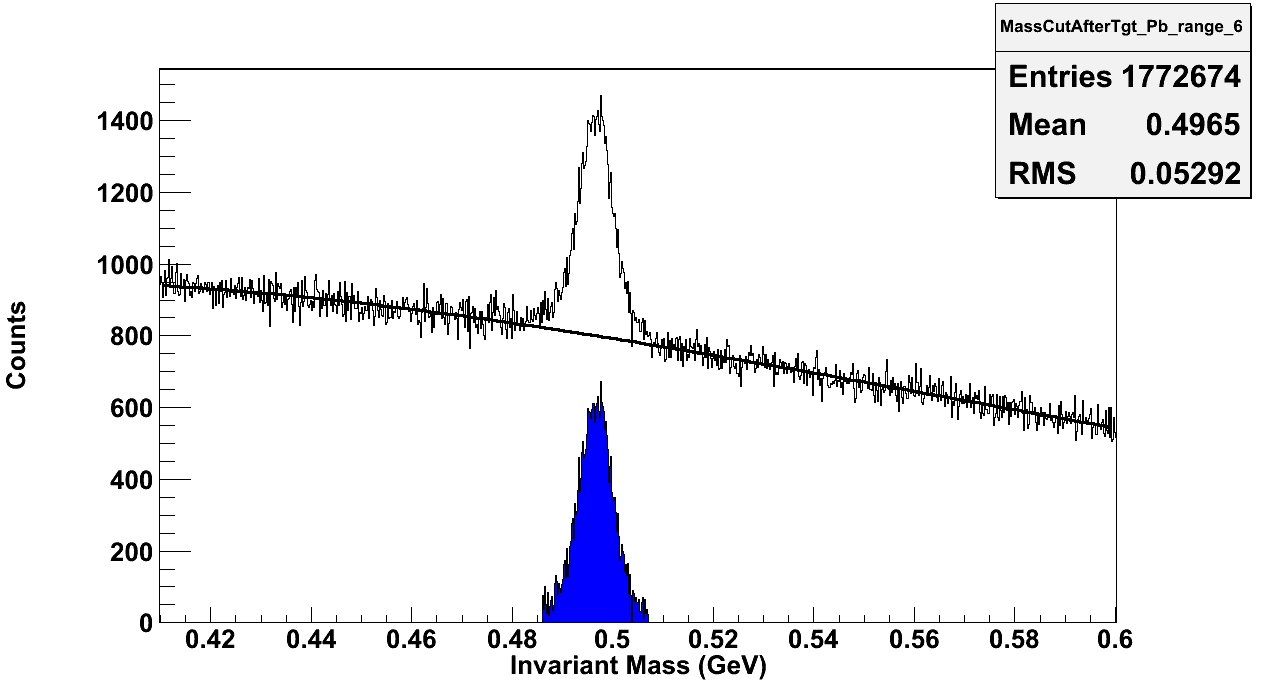 MassCutAfterTgt_Pb_range_6
Entries 1772674
Mean 0.4965
RMS 0.05292
1400
1200
1000
800
600
400
200
0
Counts
0.42 0.44 0.46 0.48 0.5 0.52 0.54 0.56 0.58 0.6
Invariant Mass (GeV)